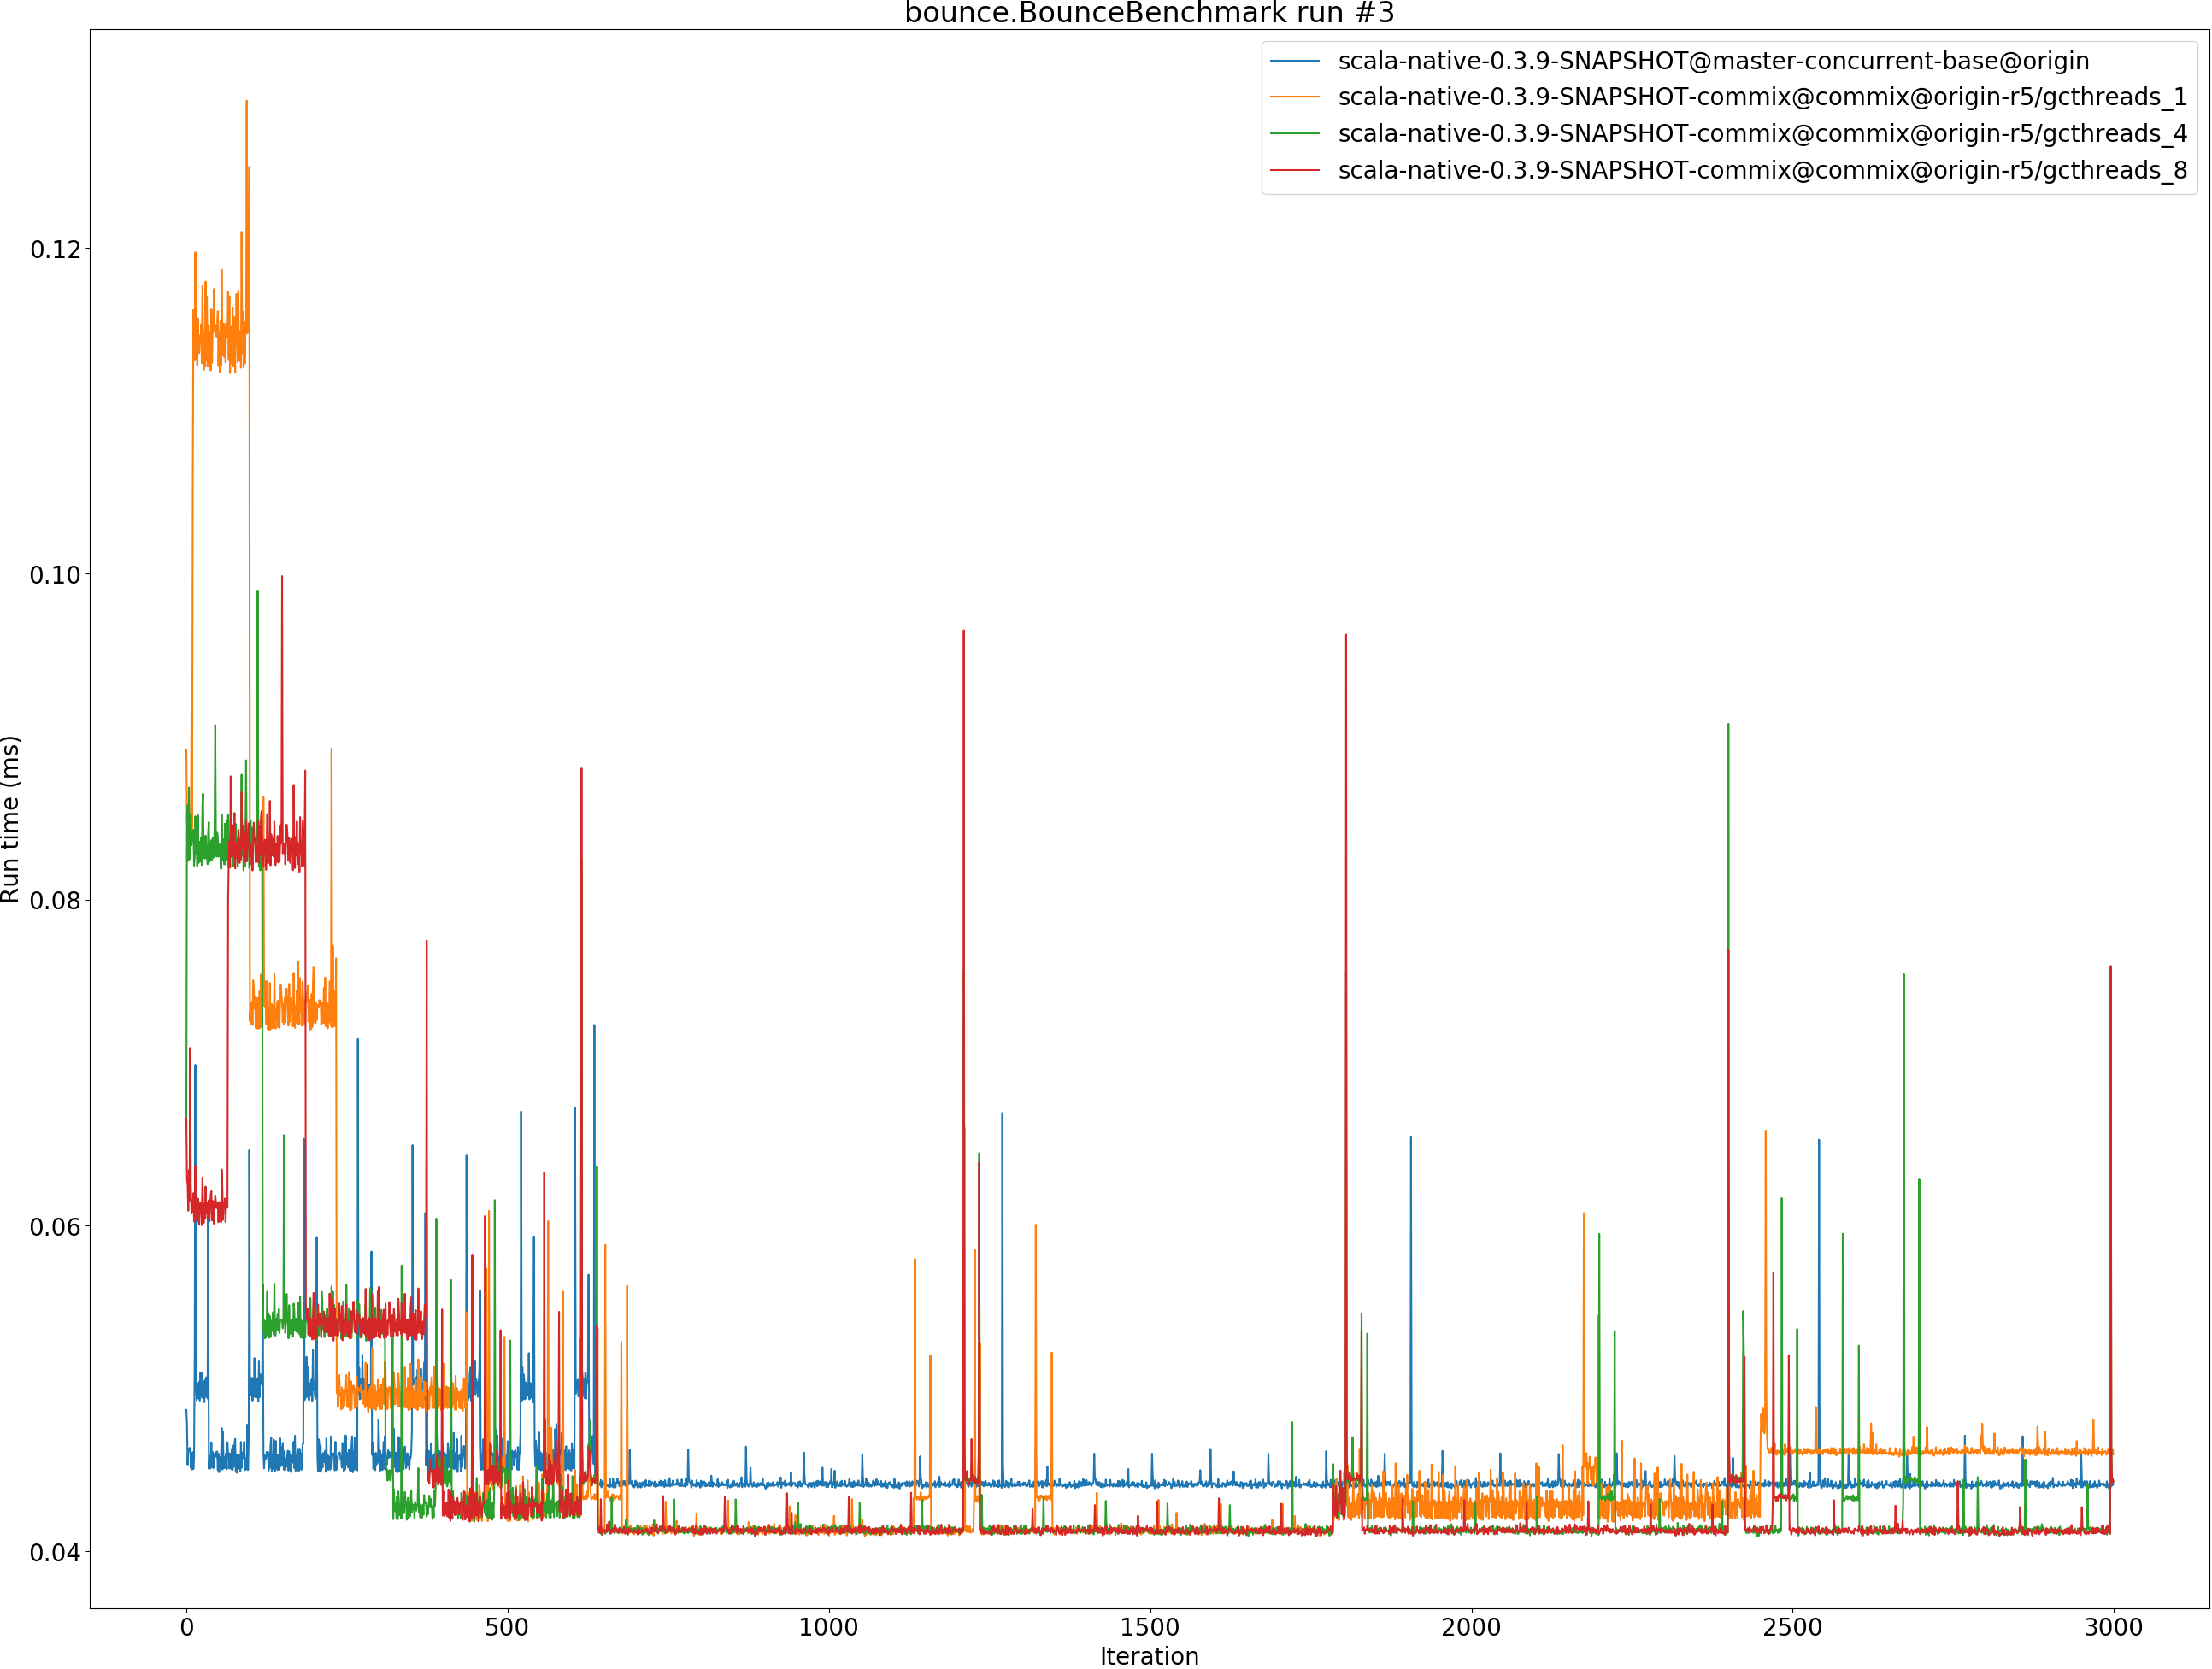 bounce.BounceBenchmark run #3
scala-native-0.3.9-SNAPSHOT@master-concurrent-base@origin
scala-native-0.3.9-SNAPSHOT-commix@commix@origin-r5/gcthreads_1
scala-native-0.3.9-SNAPSHOT-commix@commix@origin-r5/gcthreads_4
scala-native-0.3.9-SNAPSHOT-commix@commix@origin-r5/gcthreads_8
Run time (ms)
0.12
0.10
0.08
0.06
0.04
0 500 1000 1500 2000 2500 3000
Iteration